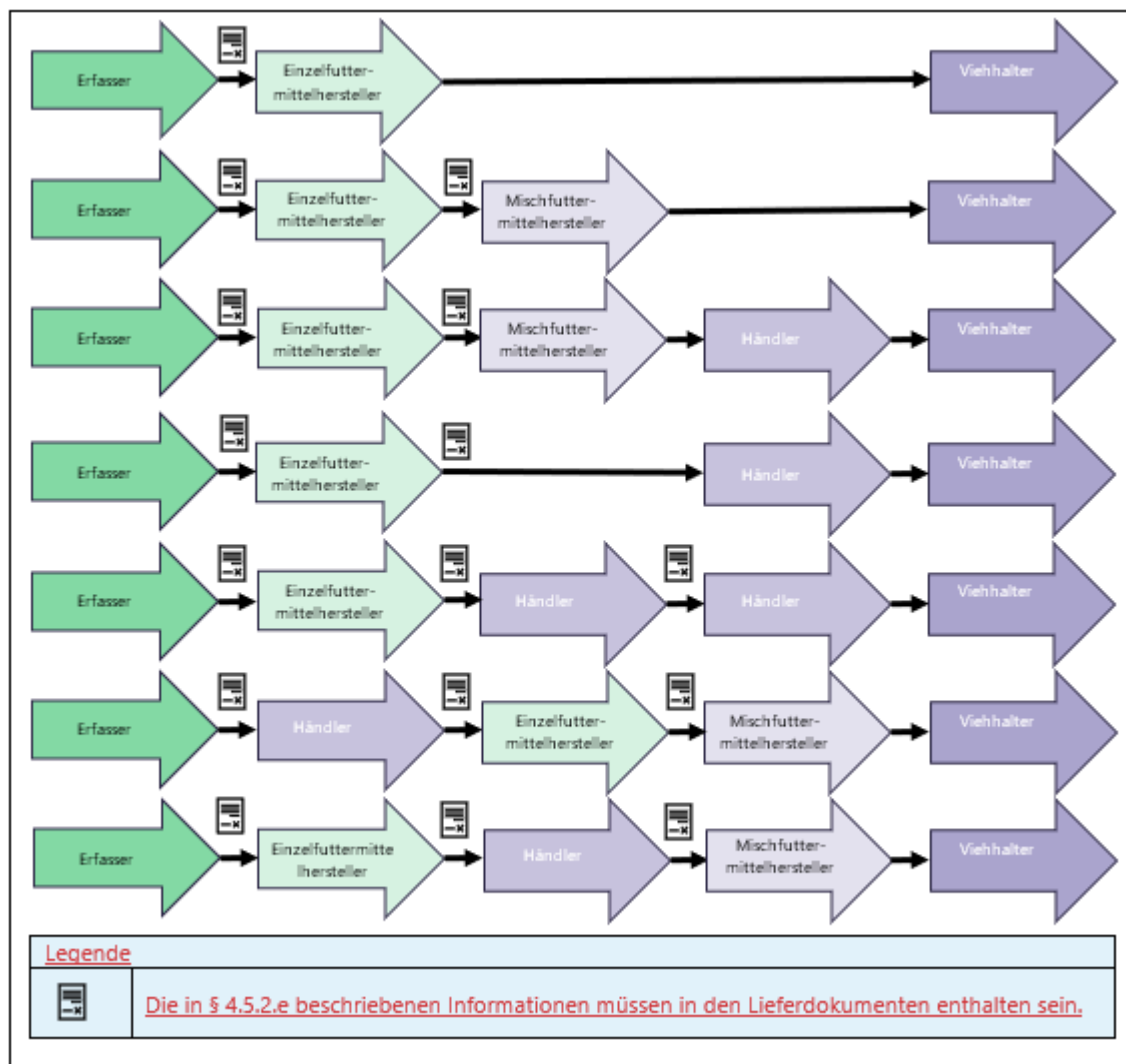 Erfasser
Einzelfutter-
mittelhersteller
Viehhalter
Erfasser
Einzelfutter-
mittelhersteller
Mischfutter-
mittelhersteller
Viehhalter
Erfasser
Einzelfutter-
mittelhersteller
Mischfutter-
mittelhersteller
Händler
Viehhalter
Erfasser
Einzelfutter-
mittelhersteller
Händler
Viehhalter
Erfasser
Einzelfutter-
mittelhersteller
Händler
Händler
Viehhalter
Erfasser
Händler
Einzelfutter-
mittelhersteller
Mischfutter-
mittelhersteller
Viehhalter
Erfasser
Einzelfuttermitte
lhersteller
Händler
Mischfutter-
mittelhersteller
Viehhalter
Legende
Die in § 4.5.2.e beschriebenen Informationen müssen in den Lieferdokumenten enthalten sein.